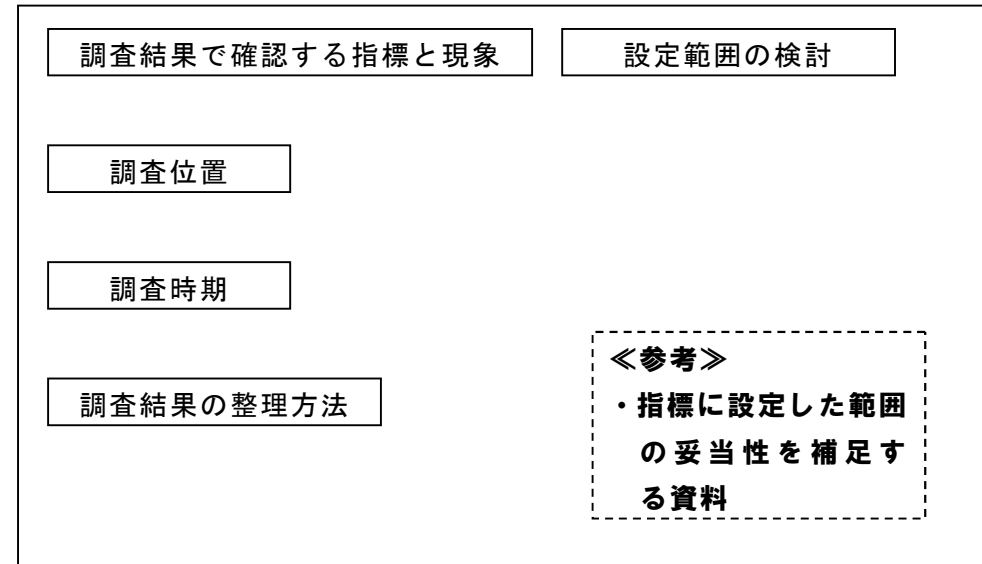 調査結果で確認する指標と現象
設定範囲の検討
調査位置
調査時期
調査結果の整理方法
≪参考≫
・指標に設定した範囲
の妥当性を補足す
る資料